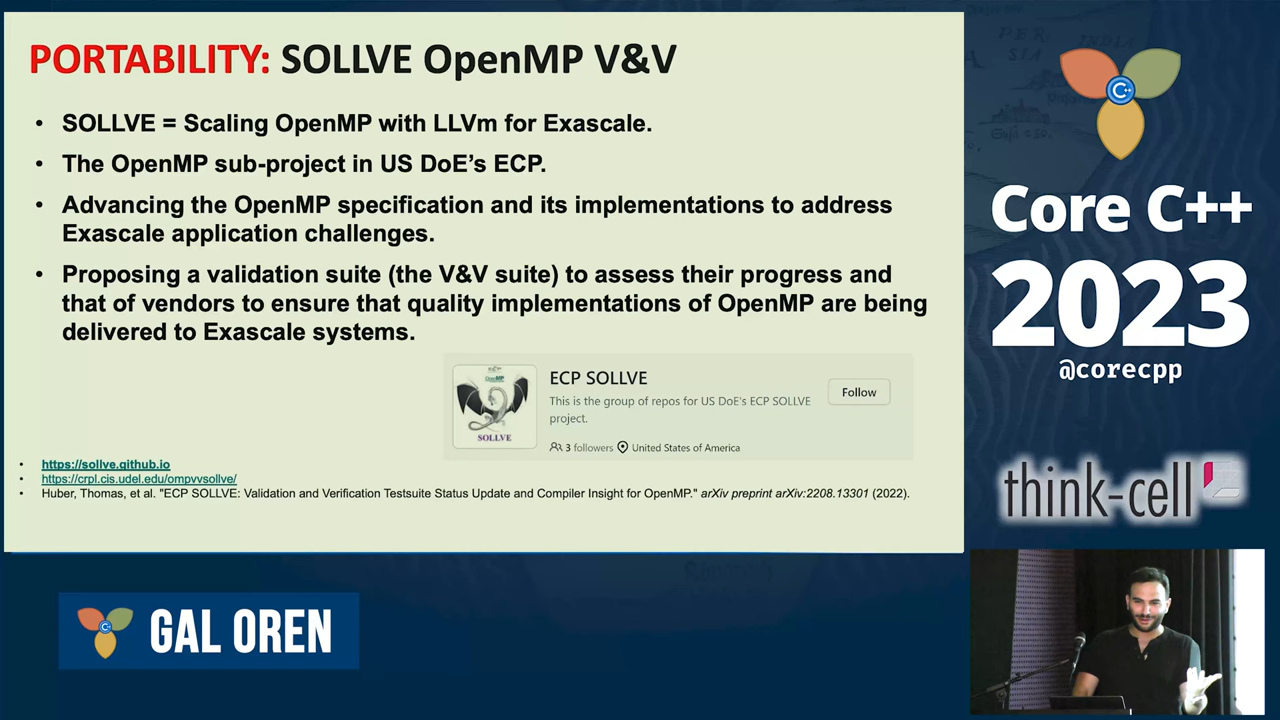 PORTABILITY: SOLLVE OpenMP V&V
• SOLLVE = Scaling OpenMP with LLVm for Exascale.
• The OpenMP sub-project in US DoE's ECP.
• Advancing the OpenMP specification and its implementations to address
Exascale application challenges.
• Proposing a validation suite (the V&V suite) to assess their progress and
that of vendors to ensure that quality implementations of OpenMP are being
delivered to Exascale systems.
OpenMP
SOLLVE
ECP SOLLVE
This is the group of repos for US DoE's ECP SOLLVE
project.
3 followers United States of America
Follow
• https://sollve.github.io
• https://crpl.cis.udel.edu/ompvvsollve/
• Huber, Thomas, et al. "ECP SOLLVE: Validation and Verification Testsuite Status Update and Compiler Insight for OpenMP." arXiv preprint arXiv:2208.13301 (2022).
C++
Core C++
2023
@corecpp
think-cell
C++
GAL OREN